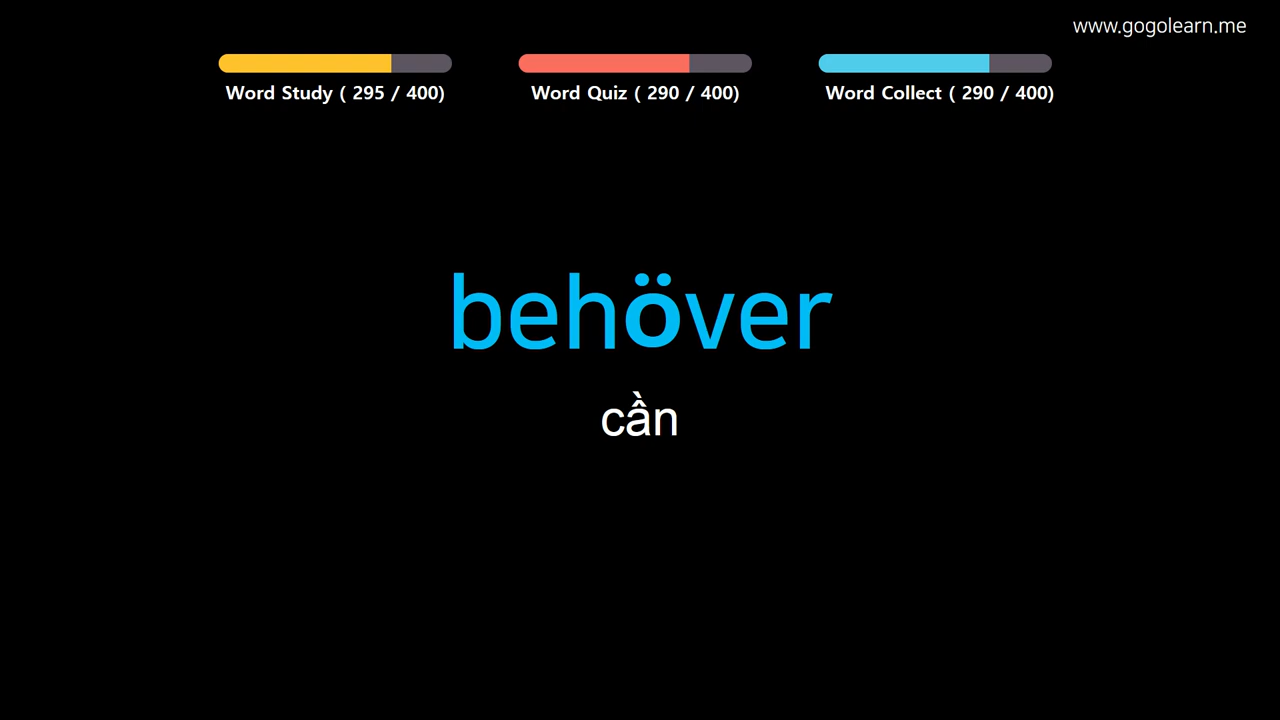 www.gogolearn.me
Word Study ( 295 / 400)
Word Quiz ( 290 / 400)
Word Collect ( 290 / 400)
behöver
cần